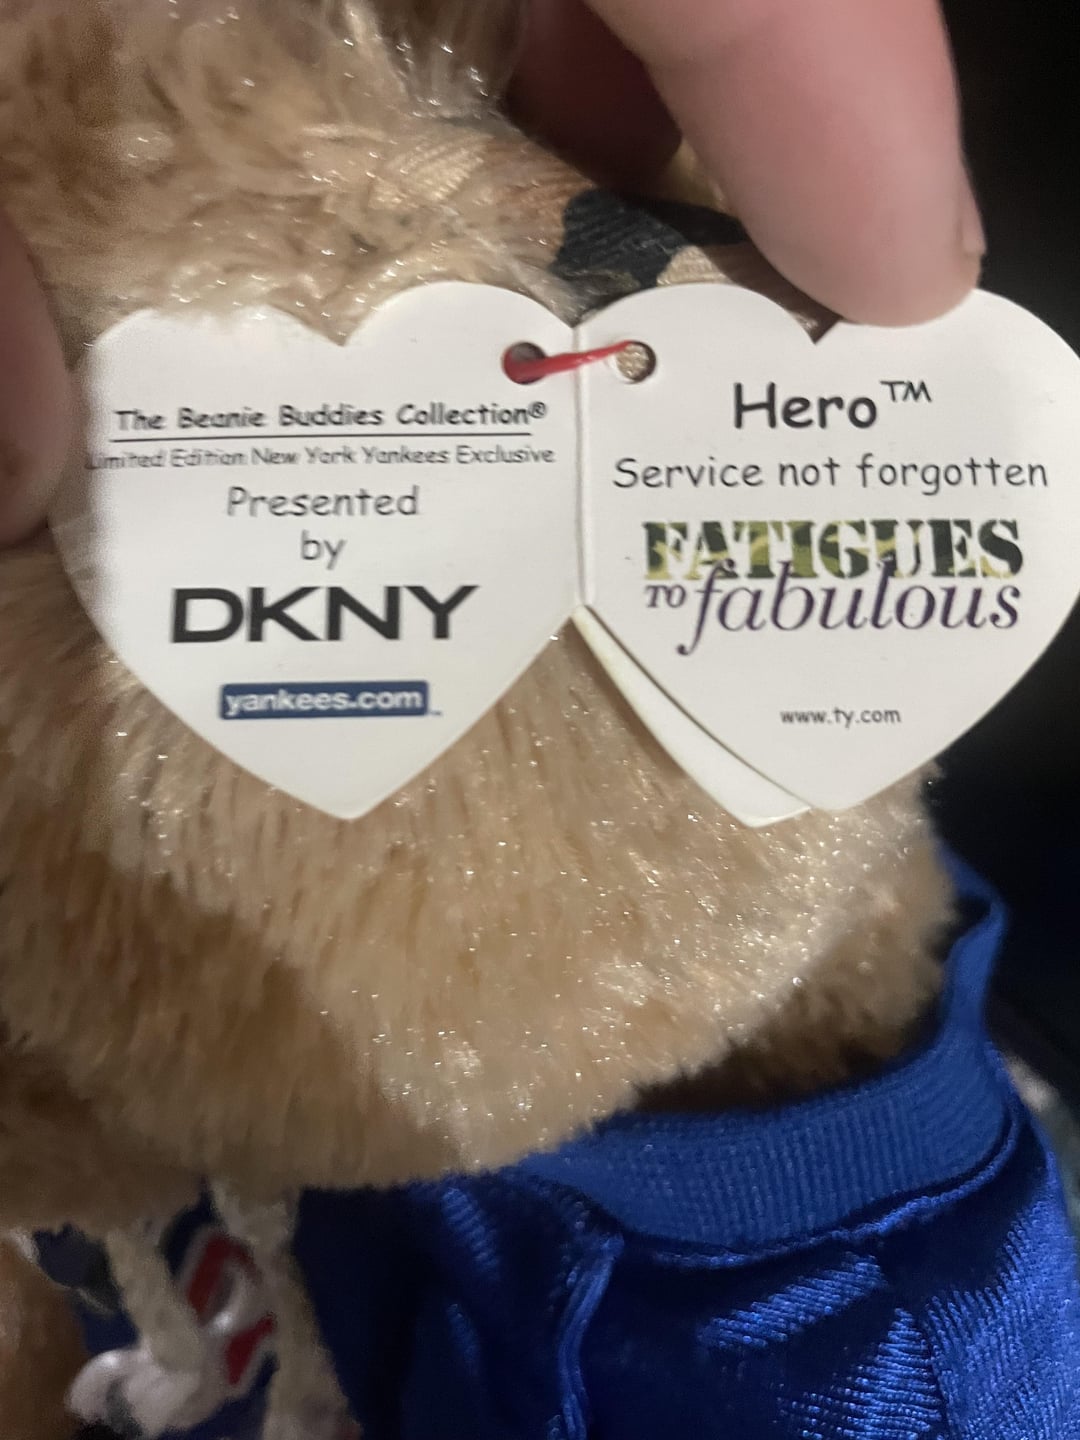 The Beanie Buddies Collection®
Limited Edition New York Yankees Exclusive
Presented
by
DKNY
yankees.com™
Hero™
Service not forgotten
FATIGUES
TO fabulous
www.ty.com